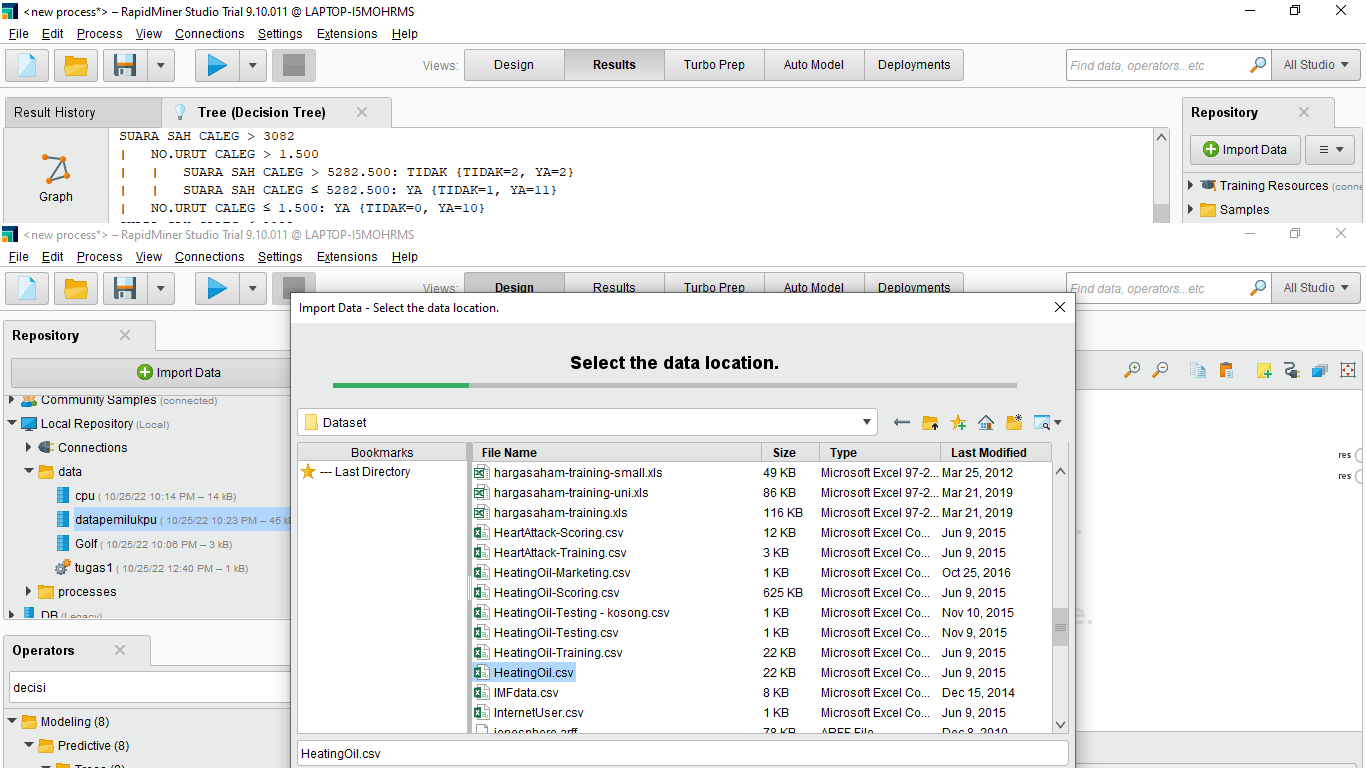 <new process*> – RapidMiner Studio Trial 9.10.011 @ LAPTOP-I5MOHRMS
File Edit Process View Connections Settings Extensions Help
Views: Design Results Turbo Prep Auto Model Deployments Find data, operators...etc All Studio
Result History Tree (Decision Tree) Repository
SUARA SAH CALEG > 3082
| NO.URUT CALEG > 1.500 Import Data
| | SUARA SAH CALEG > 5282.500: TIDAK {TIDAK=2, YA=2}
| | SUARA SAH CALEG ≤ 5282.500: YA {TIDAK=1, YA=11} Training Resources (conne
Graph
| NO.URUT CALEG ≤ 1.500: YA {TIDAK=0, YA=10} Samples
<new process*> – RapidMiner Studio Trial 9.10.011 @ LAPTOP-I5MOHRMS
File Edit Process View Connections Settings Extensions Help
Views: Design Results Turbo Prep Auto Model Deployments Find data, operators...etc All Studio
Import Data - Select the data location.
Repository
Import Data
Community Samples (connected)
Local Repository (Local)
Connections
data
cpu ( 10/25/22 10:14 PM – 14 kB)
datapemilukpu ( 10/25/22 10:23 PM – 45 kB
Golf ( 10/25/22 10:06 PM – 3 kB)
tugas1 ( 10/25/22 12:40 PM – 1 kB)
processes
DB (Legacy)
Operators
decisi
Modeling (8)
Predictive (8)
Trees (8)
Select the data location.
Dataset
Bookmarks File Name Size Type Last Modified
--- Last Directory
hargasaham-training-small.xls 49 KB Microsoft Excel 97-2... Mar 25, 2012
hargasaham-training-uni.xls 86 KB Microsoft Excel 97-2... Mar 21, 2019
hargasaham-training.xls 116 KB Microsoft Excel 97-2... Mar 21, 2019
HeartAttack-Scoring.csv 12 KB Microsoft Excel Co... Jun 9, 2015
HeartAttack-Training.csv 3 KB Microsoft Excel Co... Jun 9, 2015
HeatingOil-Marketing.csv 1 KB Microsoft Excel Co... Oct 25, 2016
HeatingOil-Scoring.csv 625 KB Microsoft Excel Co... Jun 9, 2015
HeatingOil-Testing - kosong.csv 1 KB Microsoft Excel Co... Nov 10, 2015
HeatingOil-Testing.csv 1 KB Microsoft Excel Co... Nov 9, 2015
HeatingOil-Training.csv 22 KB Microsoft Excel Co... Jun 9, 2015
HeatingOil.csv 22 KB Microsoft Excel Co... Jun 9, 2015
IMFdata.csv 8 KB Microsoft Excel Co... Dec 15, 2014
InternetUser.csv 1 KB Microsoft Excel Co... Jun 9, 2015
ionosphere.arff 78 KB ARFF File Dec 8, 2010
HeatingOil.csv
res
res